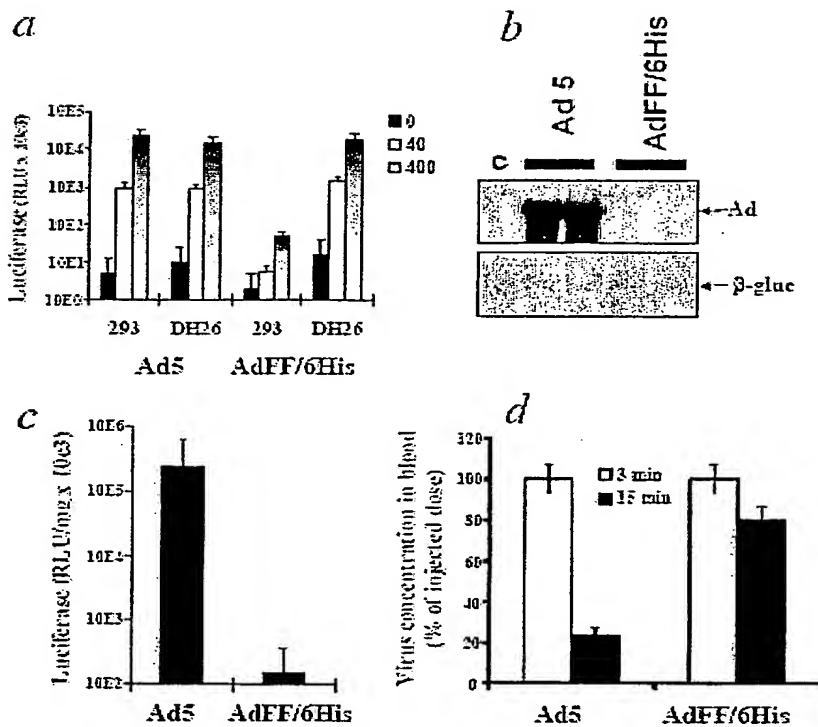 a
Luciferase (RLU x 10e3)
10E5
10E4
10E3
10E2
10E1
10E0
0
40
400
293 DH26 293 DH26
Ad5 AdFF/6His
b
Ad 5
AdFF/6His
c
Ad
β-gluc
c
Luciferase (RLU/mg x 10e3)
10E6
10E5
10E4
10E3
10E2
Ad5 AdFF/6His
d
Virus concentration in blood
(% of injected dose)
120
100
80
60
40
20
0
3 min
15 min
Ad5 AdFF/6His